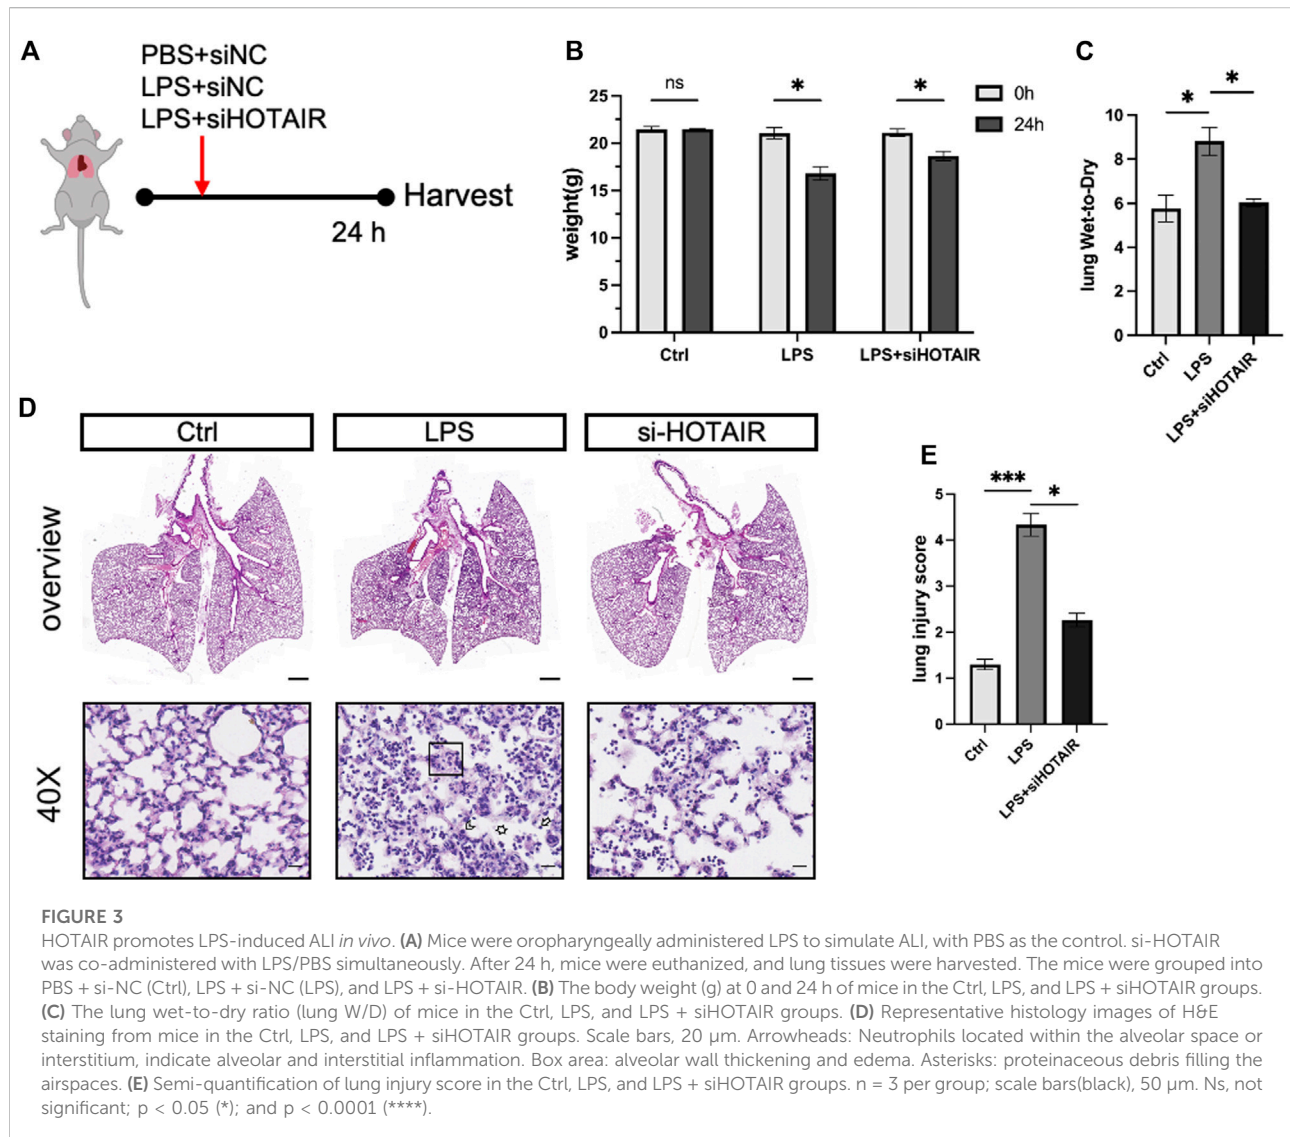 A
PBS+siNC
LPS+siNC
LPS+siHOTAIR
24 h
Harvest
B
ns
*
*
0h
24h
weight(g)
25
20
15
10
5
0
Ctrl
LPS
LPS+siHOTAIR
C
*
*
lung Wet-to-Dry
10
8
6
4
2
0
Ctrl
LPS
LPS+siHOTAIR
D
Ctrl
LPS
si-HOTAIR
overview
40X
E
***
*
lung injury score
5
4
3
2
1
0
Ctrl
LPS
LPS+siHOTAIR
FIGURE 3
HOTAIR promotes LPS-induced ALI in vivo. (A) Mice were oropharyngeally administered LPS to simulate ALI, with PBS as the control. si-HOTAIR
was co-administered with LPS/PBS simultaneously. After 24 h, mice were euthanized, and lung tissues were harvested. The mice were grouped into
PBS + si-NC (Ctrl), LPS + si-NC (LPS), and LPS + si-HOTAIR. (B) The body weight (g) at 0 and 24 h of mice in the Ctrl, LPS, and LPS + siHOTAIR groups.
(C) The lung wet-to-dry ratio (lung W/D) of mice in the Ctrl, LPS, and LPS + siHOTAIR groups. (D) Representative histology images of H&E
staining from mice in the Ctrl, LPS, and LPS + siHOTAIR groups. Scale bars, 20 µm. Arrowheads: Neutrophils located within the alveolar space or
interstitium, indicate alveolar and interstitial inflammation. Box area: alveolar wall thickening and edema. Asterisks: proteinaceous debris filling the
airspaces. (E) Semi-quantification of lung injury score in the Ctrl, LPS, and LPS + siHOTAIR groups. n = 3 per group; scale bars(black), 50 µm. Ns, not
significant; p < 0.05 (*); and p < 0.0001 (****).